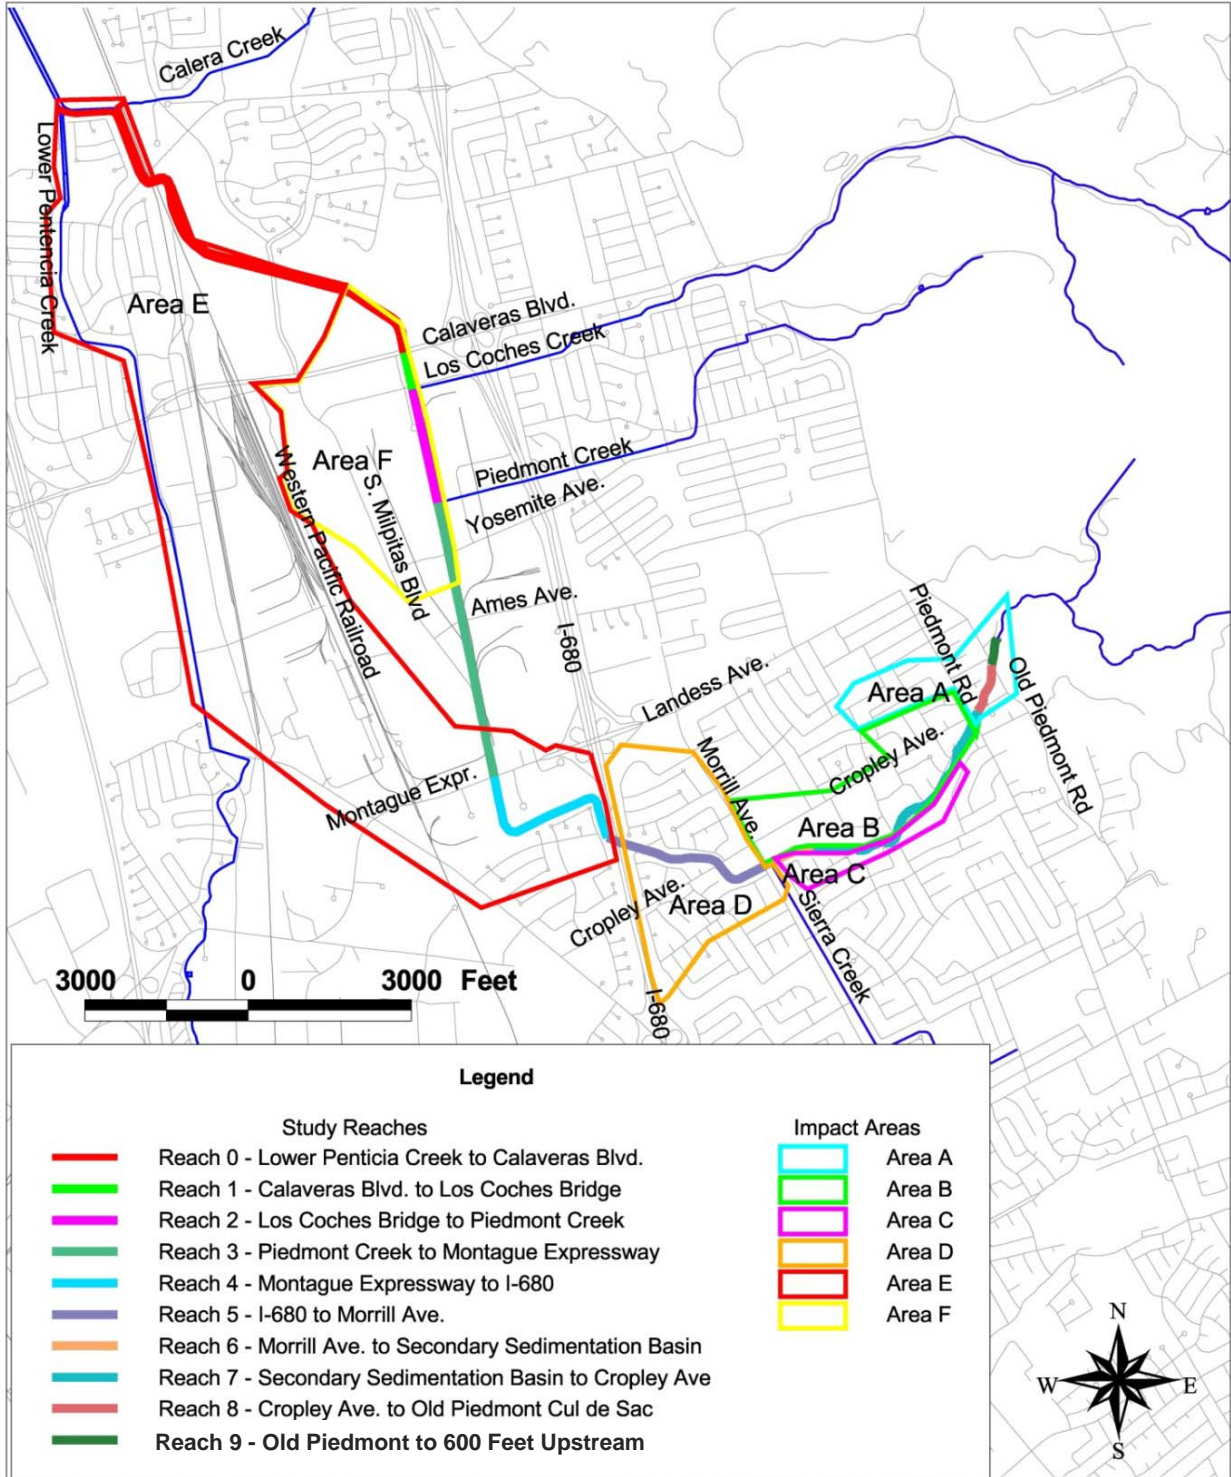 Calera Creek
Lower Pentencia Creek
Area E
Calaveras Blvd.
Los Coches Creek
Area F
Western Pacific Railroad
S. Milpitas Blvd
Piedmont Creek
Yosemite Ave.
Ames Ave.
I-680
Landess Ave.
Piedmont Rd
Old Piedmont Rd
Area A
Morrill Ave.
Cropley Ave.
Montague Expr.
Area B
Area C
Cropley Ave.
Area D
Sierra Creek
I-680
3000 0 3000 Feet
Legend
Study Reaches
Reach 0 - Lower Penticia Creek to Calaveras Blvd.
Reach 1 - Calaveras Blvd. to Los Coches Bridge
Reach 2 - Los Coches Bridge to Piedmont Creek
Reach 3 - Piedmont Creek to Montague Expressway
Reach 4 - Montague Expressway to I-680
Reach 5 - I-680 to Morrill Ave.
Reach 6 - Morrill Ave. to Secondary Sedimentation Basin
Reach 7 - Secondary Sedimentation Basin to Cropley Ave
Reach 8 - Cropley Ave. to Old Piedmont Cul de Sac
Reach 9 - Old Piedmont to 600 Feet Upstream
Impact Areas
Area A
Area B
Area C
Area D
Area E
Area F
N
W E
S